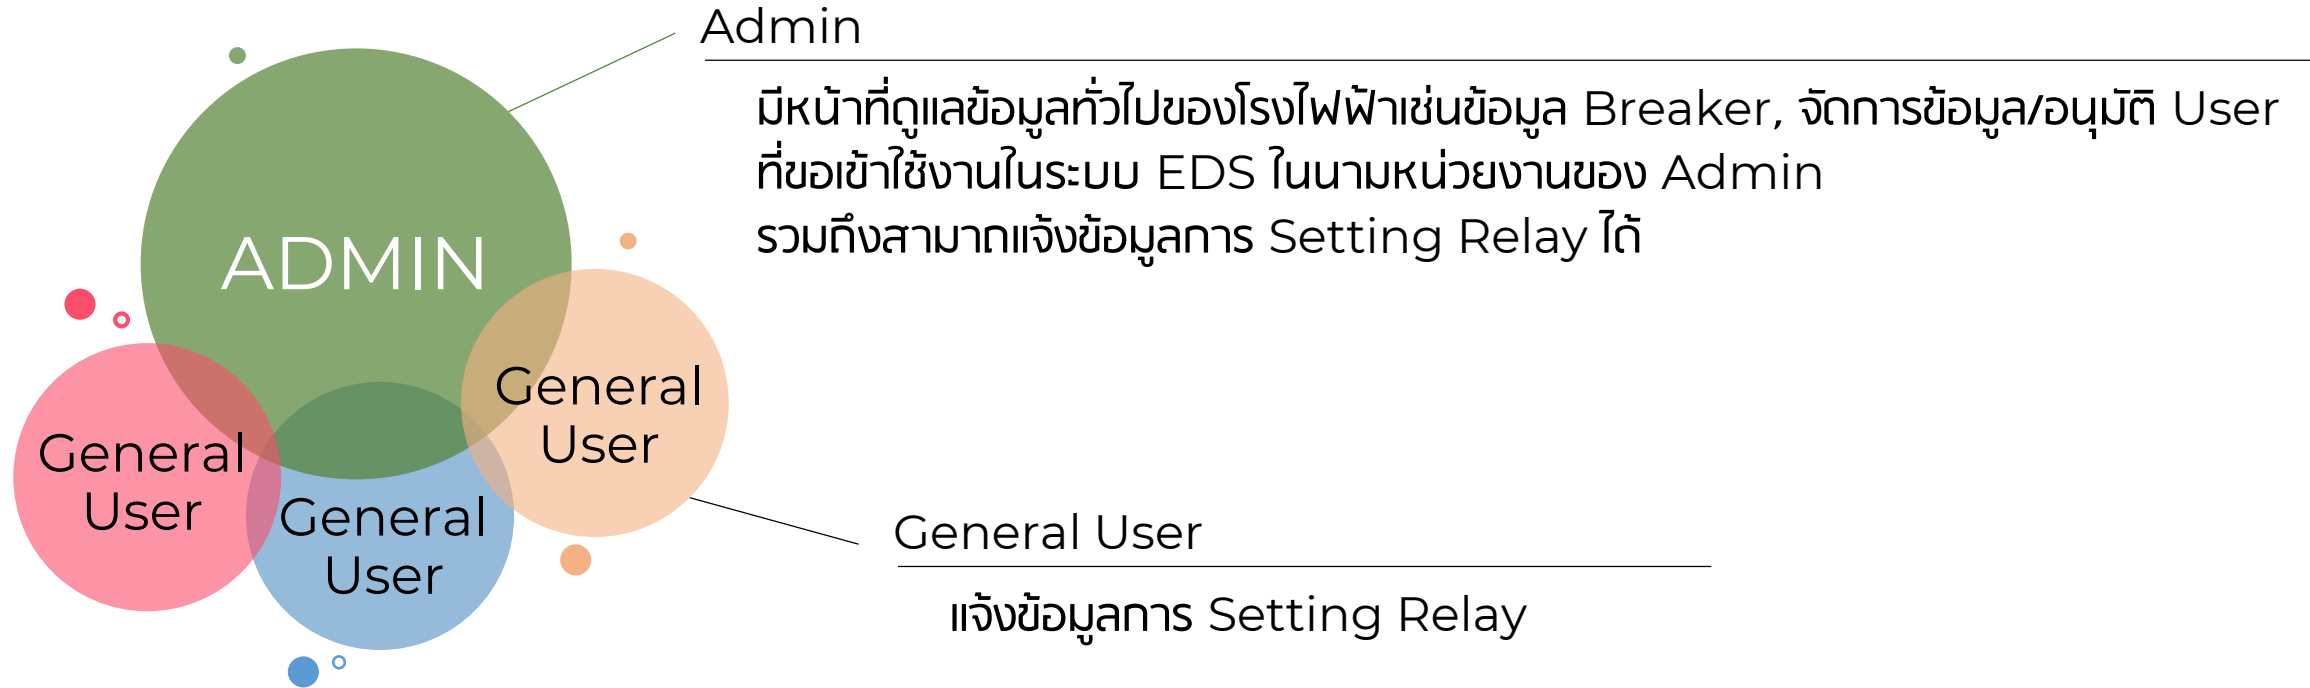 Admin
มีหน้าที่ดูแลข้อมูลทั่วไปของโรงไฟฟ้าเช่นข้อมูล Breaker, จัดการข้อมูล/อนุมัติ User
ที่ขอเข้าใช้งานในระบบ EDS ในนามหน่วยงานของ Admin
รวมถึงสามาถแจ้งข้อมูลการ Setting Relay ได้
ADMIN
General
User
General
User
General
User
General User
แจ้งข้อมูลการ Setting Relay